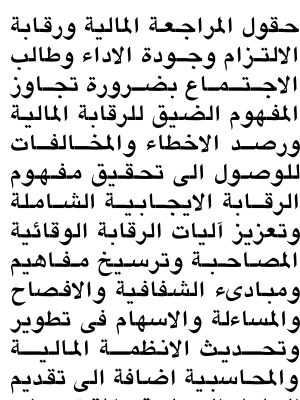 حقول المراجعة المالية ورقابة
الالتزام وجودة الاداء وطالب
الاجتماع بضرورة تجاوز
المفهوم الضيق للرقابة المالية
ورصد الاخطاء والمخالفات
للوصول الى تحقيق مفهوم
الرقابة الايجابية الشاملة
وتعزيز آليات الرقابة الوقائية
المصاحبة وترسيخ مفاهيم
ومبادىء الشفافية والافصاح
والمساءلة والاسهام فى تطوير
وتحديث الانظمة المالية
والمحاسبية اضافة الى تقديم